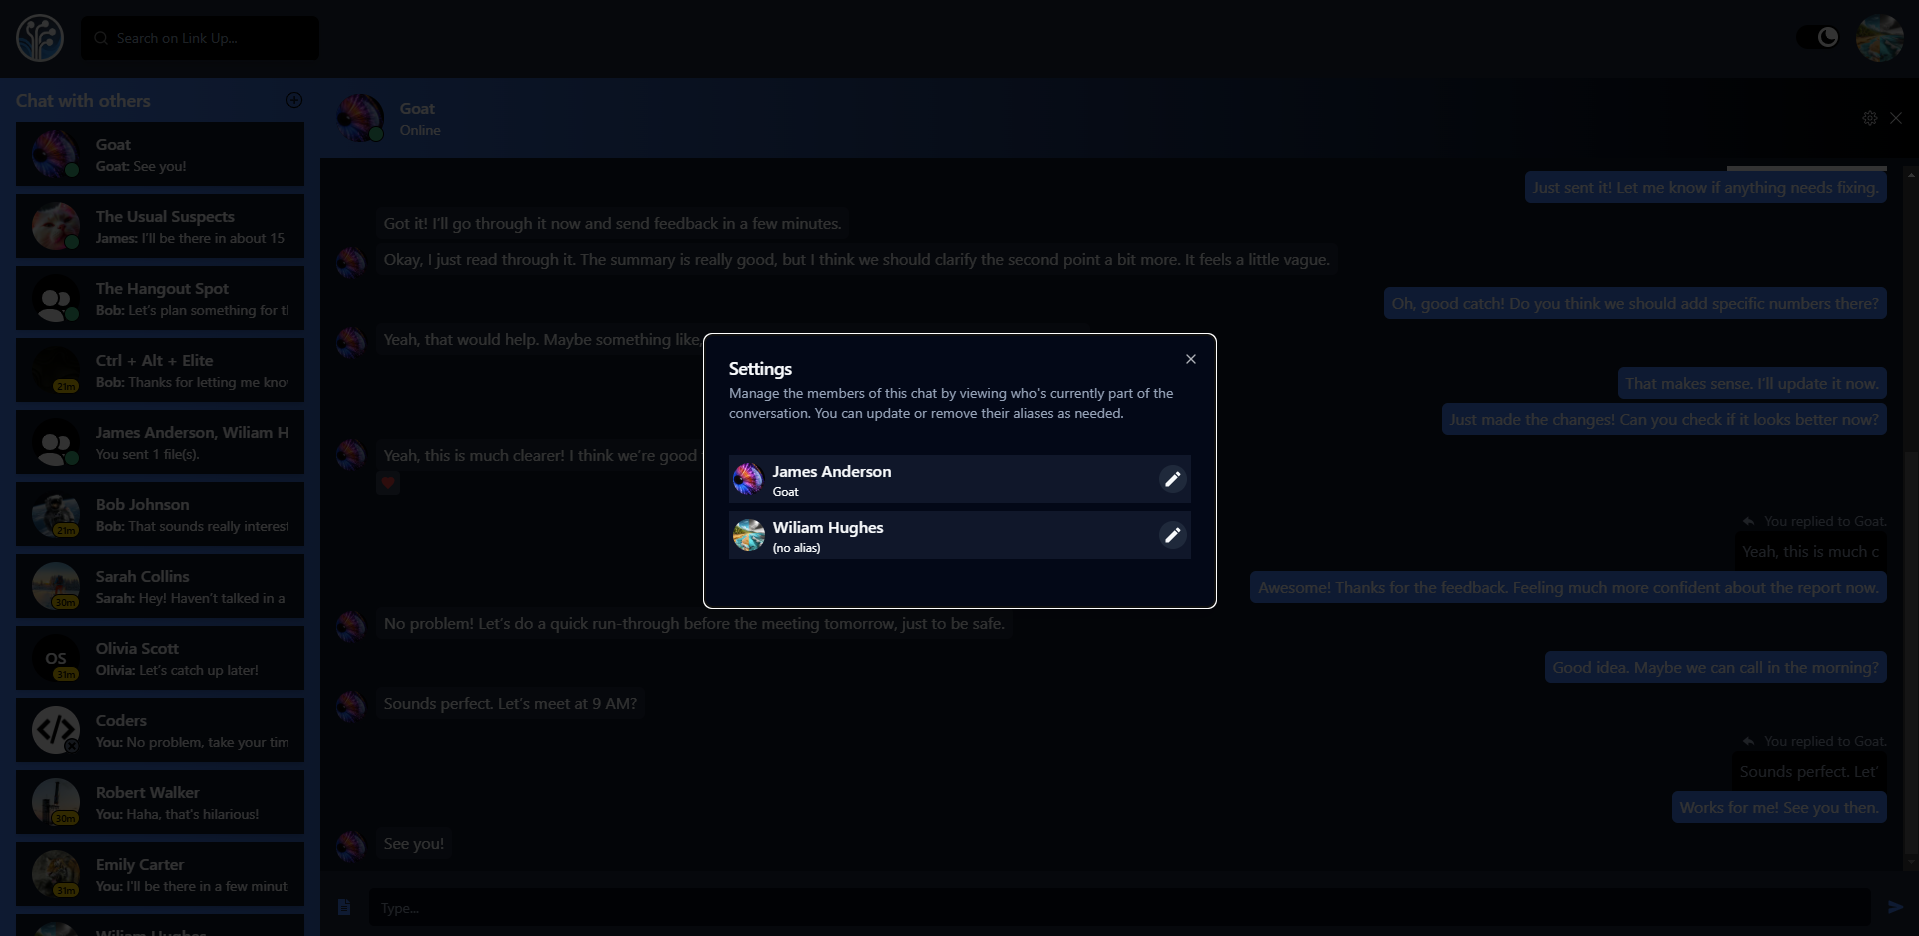 Search on Link Up...
Chat with others
Goat
Goat: See you!
The Usual Suspects
James: I'll be there in about 15
The Hangout Spot
Bob: Let's plan something for tl
Ctrl + Alt + Elite
21m
Bob: Thanks for letting me kno
James Anderson, Wiliam H
You sent 1 file(s).
Bob Johnson
21m
Bob: That sounds really interes
Sarah Collins
30m
Sarah: Hey! Haven't talked in a
OS
Olivia Scott
31m
Olivia: Let's catch up later!
Coders
You: No problem, take your tim
Robert Walker
30m
You: Haha, that's hilarious!
Emily Carter
31m
You: I'll be there in a few minut
Wiliam Hughes
Goat
Online
Just sent it! Let me know if anything needs fixing.
Got it! I'll go through it now and send feedback in a few minutes.
Okay, I just read through it. The summary is really good, but I think we should clarify the second point a bit more. It feels a little vague.
Oh, good catch! Do you think we should add specific numbers there?
Yeah, that would help. Maybe something like,
That makes sense. I'll update it now.
Just made the changes! Can you check if it looks better now?
Yeah, this is much clearer! I think we're good
You replied to Goat.
Yeah, this is much c
Awesome! Thanks for the feedback. Feeling much more confident about the report now.
No problem! Let's do a quick run-through before the meeting tomorrow, just to be safe.
Good idea. Maybe we can call in the morning?
Sounds perfect. Let's meet at 9 AM?
You replied to Goat.
Sounds perfect. Let'
Works for me! See you then.
See you!
Type...
Settings
Manage the members of this chat by viewing who's currently part of the
conversation. You can update or remove their aliases as needed.
James Anderson
Goat
Wiliam Hughes
(no alias)